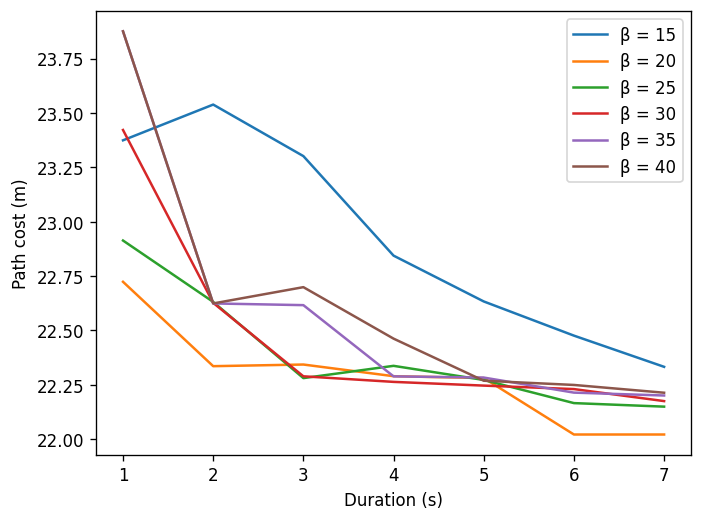 Path cost (m)
23.75
23.50
23.25
23.00
22.75
22.50
22.25
22.00
β = 15
β = 20
β = 25
β = 30
β = 35
β = 40
1 2 3 4 5 6 7
Duration (s)